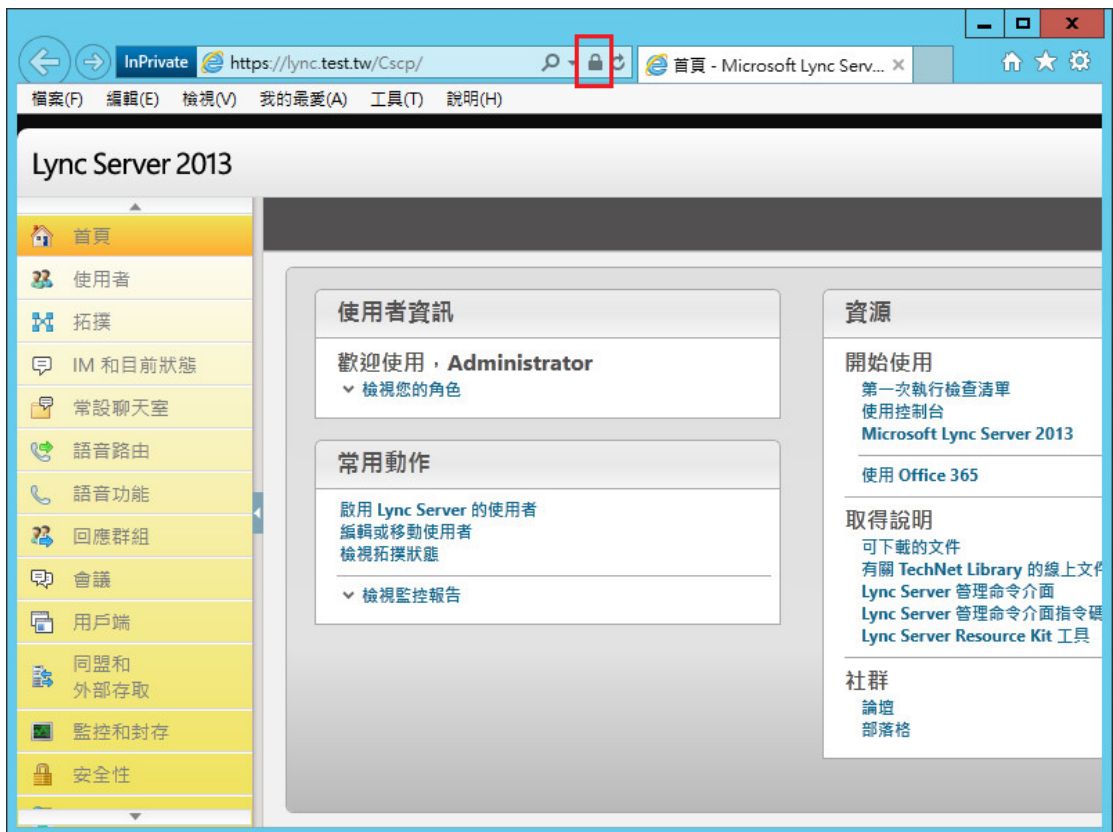 InPrivate https://lync.test.tw/Cscp/ 首頁 - Microsoft Lync Serv...
檔案(F) 編輯(E) 檢視(V) 我的最愛(A) 工具(T) 說明(H)
Lync Server 2013
首頁
使用者
拓撲
IM 和目前狀態
常設聊天室
語音路由
語音功能
回應群組
會議
用戶端
同盟和
外部存取
監控和封存
安全性
使用者資訊
歡迎使用，Administrator
檢視您的角色
常用動作
啟用 Lync Server 的使用者
編輯或移動使用者
檢視拓撲狀態
檢視監控報告
資源
開始使用
第一次執行檢查清單
使用控制台
Microsoft Lync Server 2013
使用 Office 365
取得說明
可下載的文件
有關 TechNet Library 的線上文件
Lync Server 管理命令介面
Lync Server 管理命令介面指令碼
Lync Server Resource Kit 工具
社群
論壇
部落格